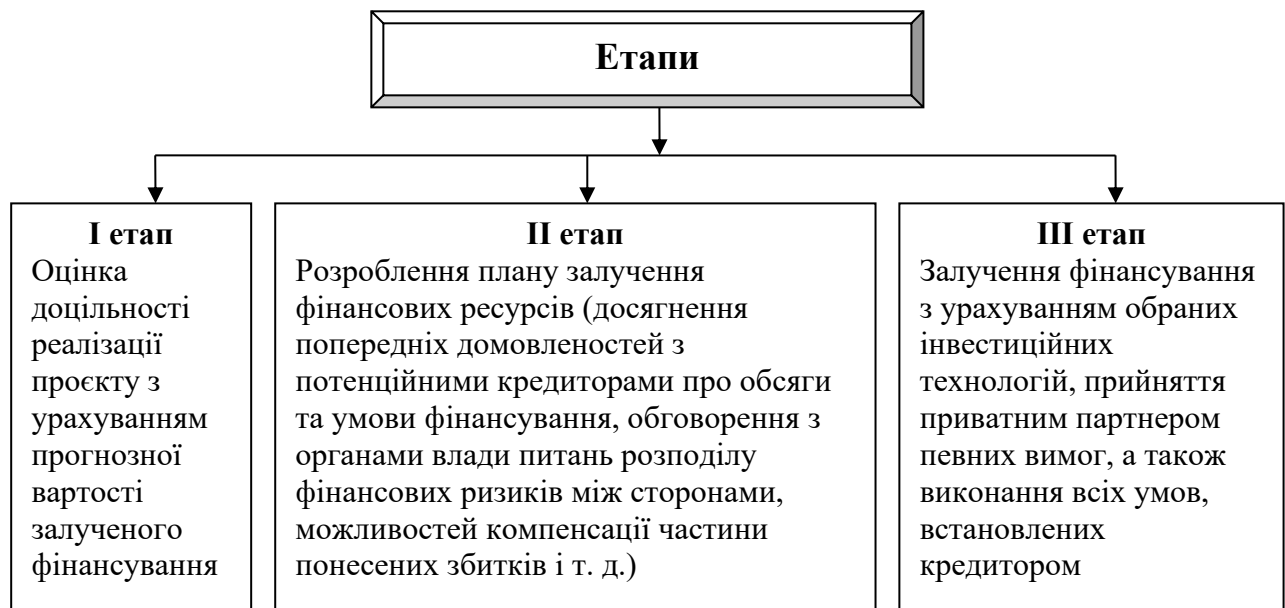 Етапи
І етап
Оцінка
доцільності
реалізації
проєкту з
урахуванням
прогнозної
вартості
залученого
фінансування
ІІ етап
Розроблення плану залучення
фінансових ресурсів (досягнення
попередніх домовленостей з
потенційними кредиторами про обсяги
та умови фінансування, обговорення з
органами влади питань розподілу
фінансових ризиків між сторонами,
можливостей компенсації частини
понесених збитків і т. д.)
ІІІ етап
Залучення фінансування
з урахуванням обраних
інвестиційних
технологій, прийняття
приватним партнером
певних вимог, а також
виконання всіх умов,
встановлених
кредитором